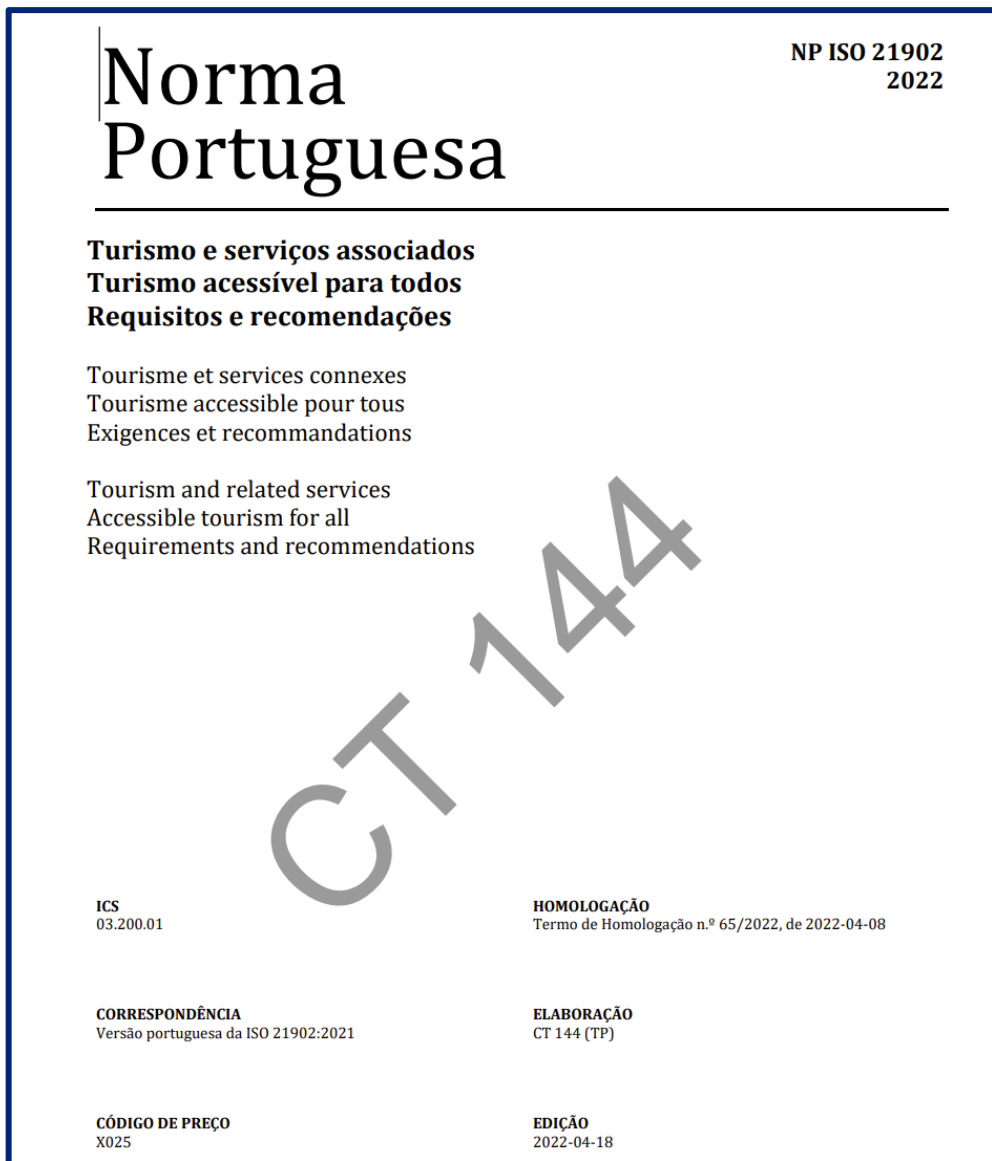 Norma
Portuguesa
NP ISO 21902
2022
Turismo e serviços associados
Turismo acessível para todos
Requisitos e recomendações
Tourisme et services connexes
Tourisme accessible pour tous
Exigences et recommandations
Tourism and related services
Accessible tourism for all
Requirements and recommendations
CT 144
ICS
03.200.01
HOMOLOGAÇÃO
Termo de Homologação n.º 65/2022, de 2022-04-08
CORRESPONDÊNCIA
Versão portuguesa da ISO 21902:2021
ELABORAÇÃO
CT 144 (TP)
CÓDIGO DE PREÇO
X025
EDIÇÃO
2022-04-18